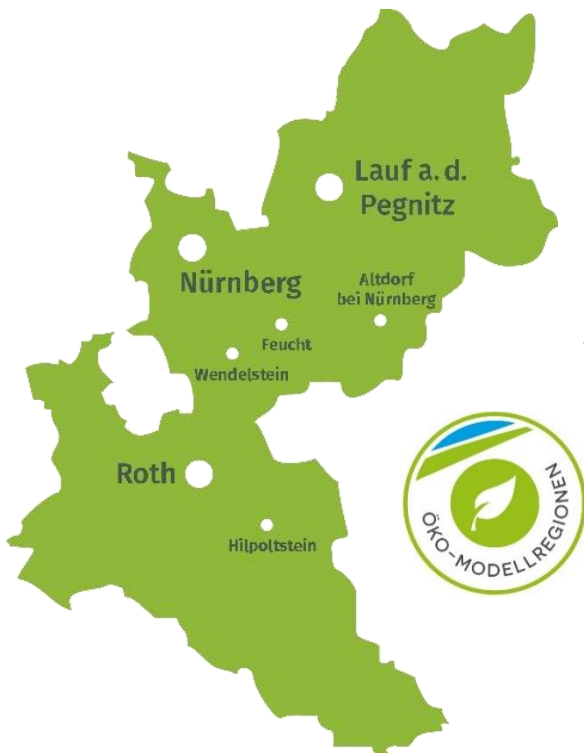 Lauf a. d.
Pegnitz
Nürnberg
Altdorf
bei Nürnberg
Feucht
Wendelstein
Roth
Hilpoltstein
ÖKO-MODELLREGIONEN